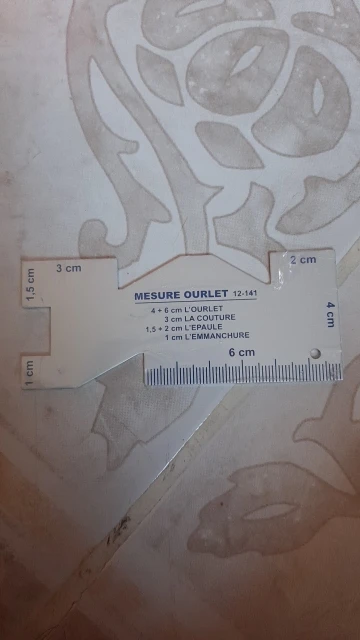 3 cm
2 cm
1,5 cm
MESURE OURLET 12-141
4 + 6 cm L'OURLET
3 cm LA COUTURE
1,5 + 2 cm L'EPAULE
1 cm L'EMMANCHURE
4 cm
6 cm
1 cm